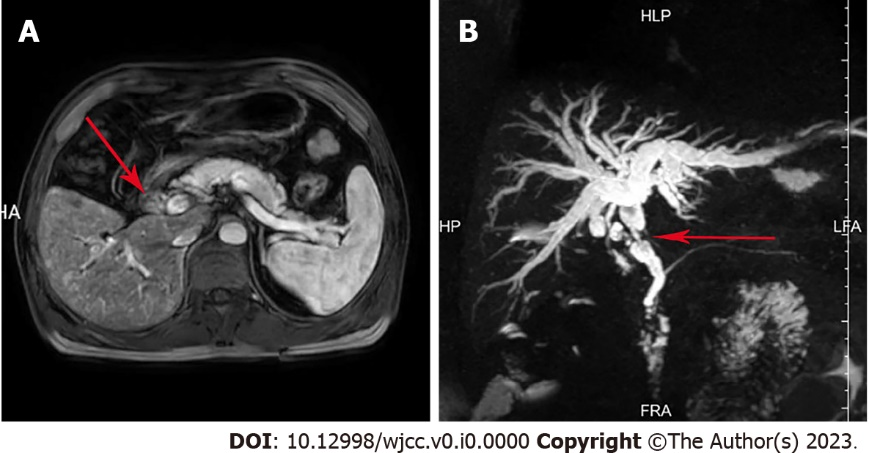 A
B
HLP
HA
HP
LFA
FRA
DOI: 10.12998/wjcc.v0.i0.0000 Copyright ©The Author(s) 2023.